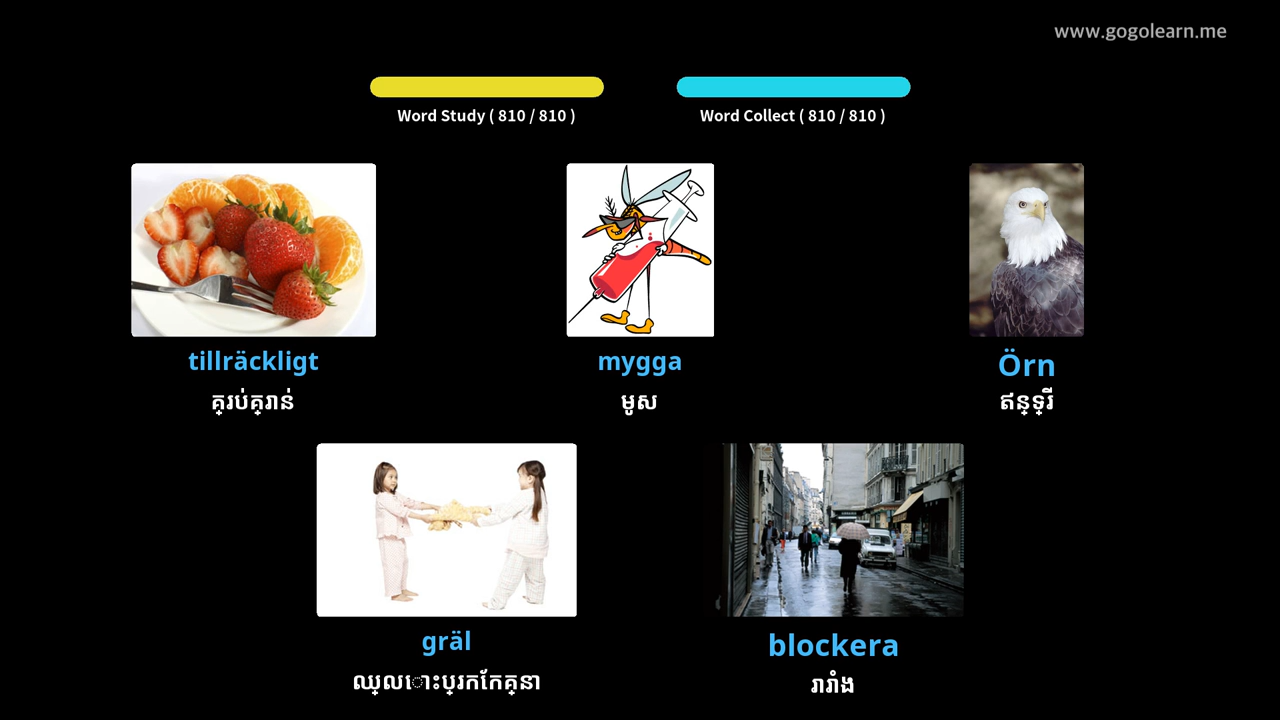 www.gogolearn.me
Word Study ( 810 / 810 )
Word Collect ( 810 / 810 )
tillräckligt
គ្រប់គ្រាន់
mygga
មូស
Örn
ឥន្ទ្រី
gräl
ឈ្លោះប្រកែកគ្នា
blockera
រារាំង